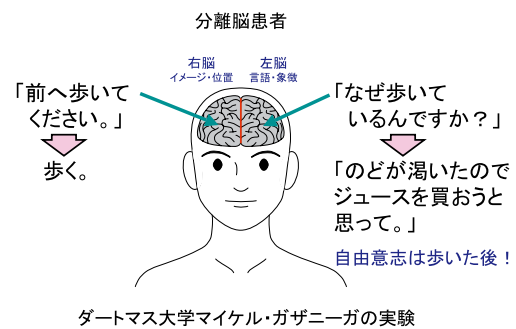 分離脳患者
右脳
イメージ・位置
左脳
言語・象徴
「前へ歩いて
ください。」
歩く。
「なぜ歩いて
いるんですか？」
「のどが渇いたので
ジュースを買おうと
思って。」
自由意志は歩いた後！
ダートマス大学マイケル・ガザニーガの実験